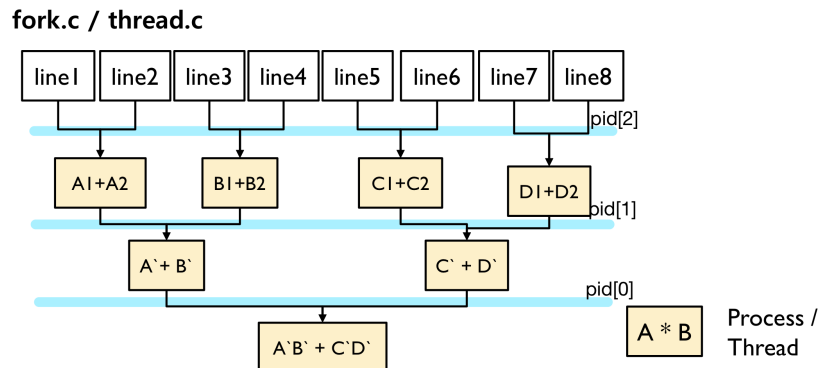 fork.c / thread.c
line1 line2 line3 line4 line5 line6 line7 line8
pid[2]
A1+A2 B1+B2 C1+C2 D1+D2
pid[1]
A`+ B` C` + D`
pid[0]
A`B` + C`D`
A * B
Process /
Thread